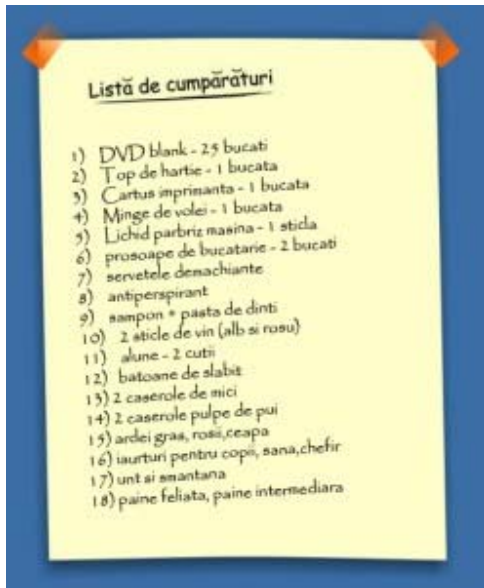 Listă de cumpărături
1) DVD blank - 25 bucati
2) Top de hartie - 1 bucata
3) Cartus imprimanta - 1 bucata
4) Minge de volei - 1 bucata
5) Lichid parbriz masina - 1 sticla
6) prosoape de bucatarie - 2 bucati
7) servetele demachiante
8) antiperspirant
9) sampon + pasta de dinti
10) 2 sticle de vin (alb si rosu)
11) alune - 2 cutii
12) batoane de slabit
13) 2 caserole de mici
14) 2 caserole pulpe de pui
15) ardei gras, rosii,ceapa
16) iaurturi pentru copii, sana,chefir
17) unt si smantana
18) paine feliata, paine intermediara